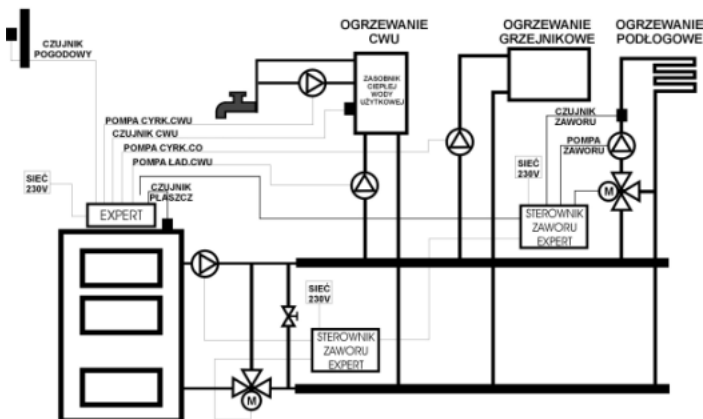 OGRZEWANIE
CWU
OGRZEWANIE
GRZEJNIKOWE
OGRZEWANIE
PODŁOGOWE
CZUJNIK
POGODOWY
ZASOBNIK
CIEPLEJ
WODY
UŻYTKOWEJ
POMPA CYRK.CWU
CZUJNIK CWU
POMPA CYRK.CO
POMPA ŁAD.CWU
CZUJNIK
PŁASZCZ
SIEĆ
230V
EXPERT
CZUJNIK
ZAWORU
POMPA
ZAWORU
SIEĆ
230V
M
STEROWNIK
ZAWORU
EXPERT
SIEĆ
230V
STEROWNIK
ZAWORU
EXPERT
M